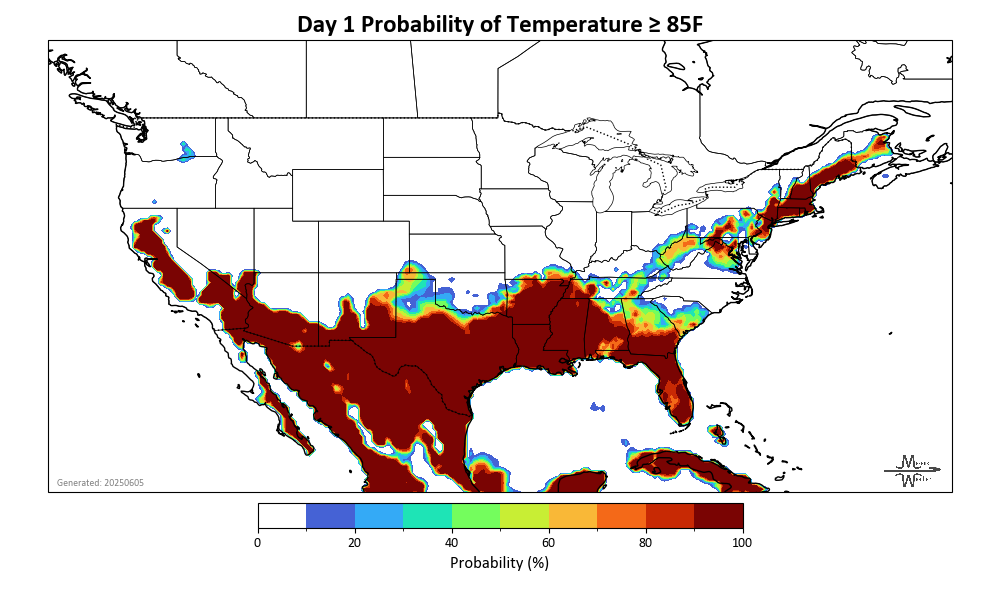 Day 1 Probability of Temperature ≥ 85F
Generated: 20250605
0 20 40 60 80 100
Probability (%)